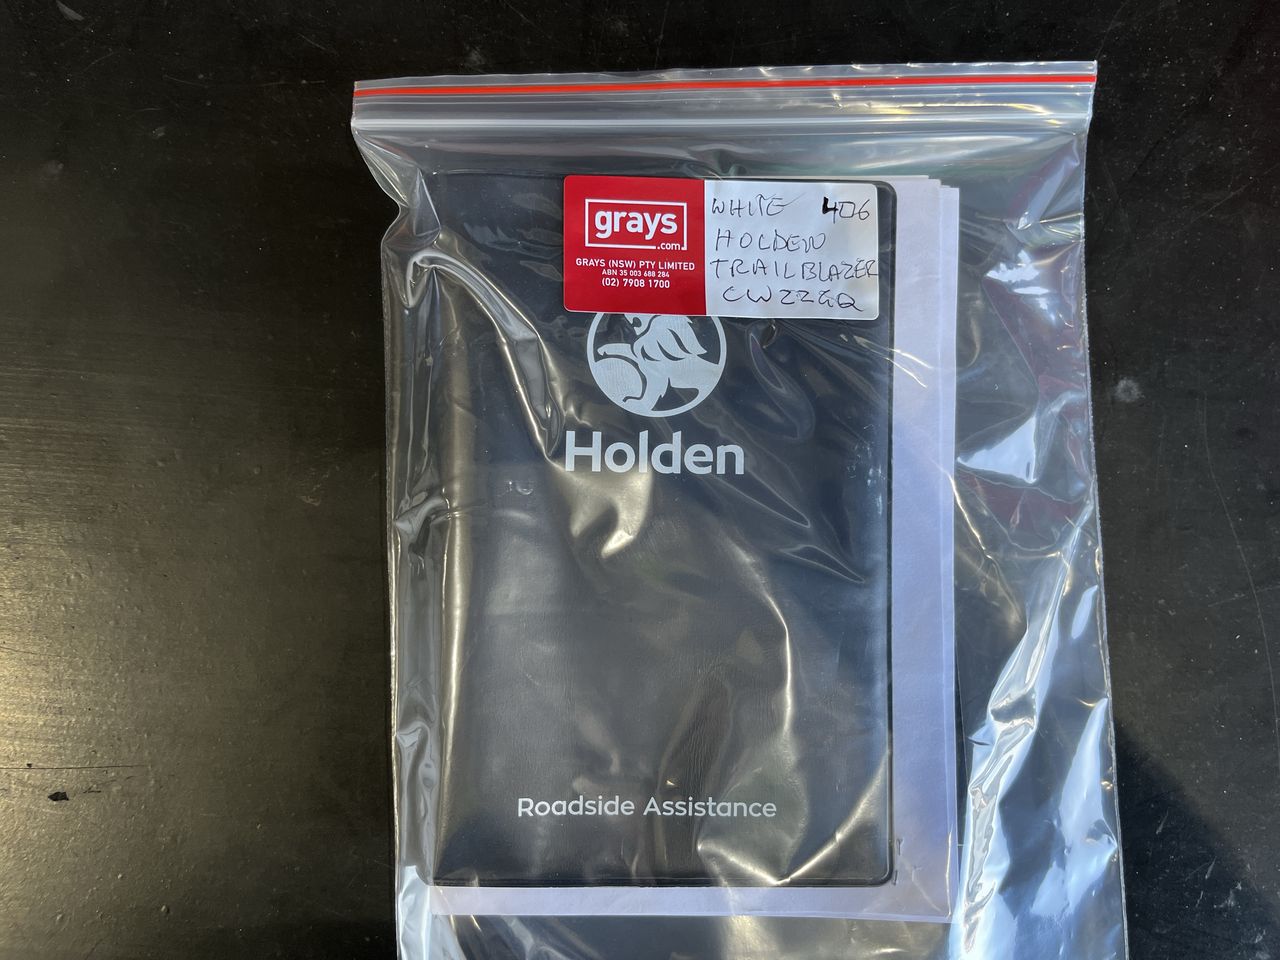 grays
.com
GRAYS (NSW) PTY LIMITED
ABN 35 003 688 284
(02) 7908 1700
WHITE 406
HOLDEN
TRAILBLAZER
Holden
Roadside Assistance